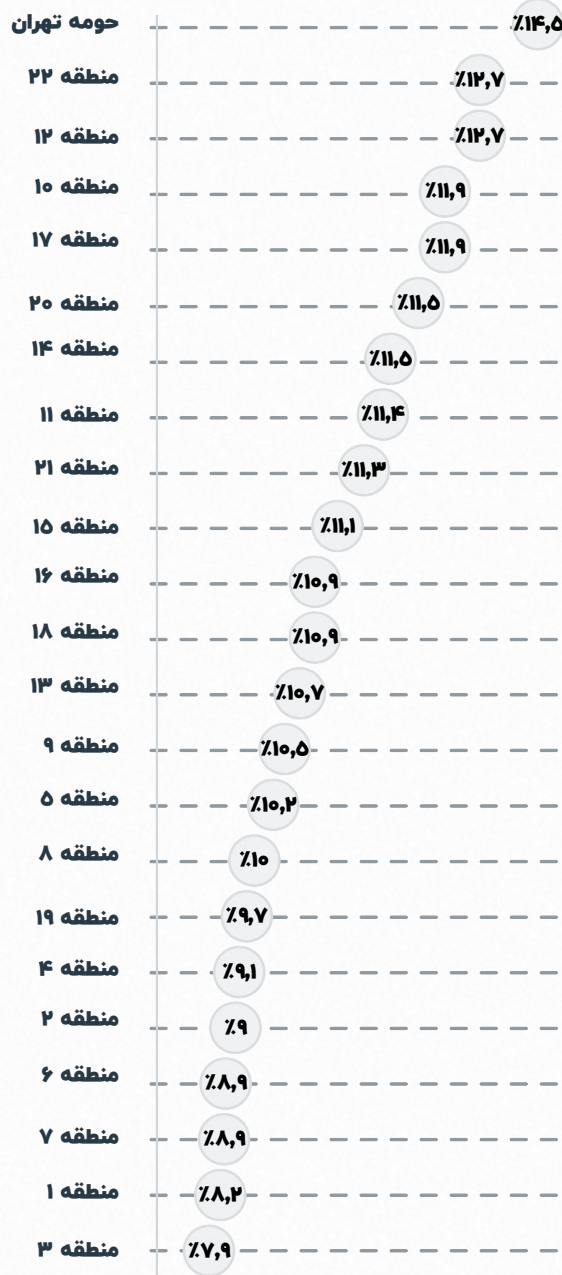 حومه تهران ٪۱۴,۵
منطقه ۲۲ ٪۱۲,۷
منطقه ۱۲ ٪۱۲,۷
منطقه ۱۰ ٪۱۱,۹
منطقه ۱۷ ٪۱۱,۹
منطقه ۲۰ ٪۱۱,۵
منطقه ۱۴ ٪۱۱,۵
منطقه ۱۱ ٪۱۱,۴
منطقه ۲۱ ٪۱۱,۳
منطقه ۱۵ ٪۱۱,۱
منطقه ۱۶ ٪۱۰,۹
منطقه ۱۸ ٪۱۰,۹
منطقه ۱۳ ٪۱۰,۷
منطقه ۹ ٪۱۰,۵
منطقه ۵ ٪۱۰,۲
منطقه ۸ ٪۱۰
منطقه ۱۹ ٪۹,۷
منطقه ۴ ٪۹,۱
منطقه ۲ ٪۹
منطقه ۶ ٪۸,۹
منطقه ۷ ٪۸,۹
منطقه ۱ ٪۸,۲
منطقه ۳ ٪۷,۹